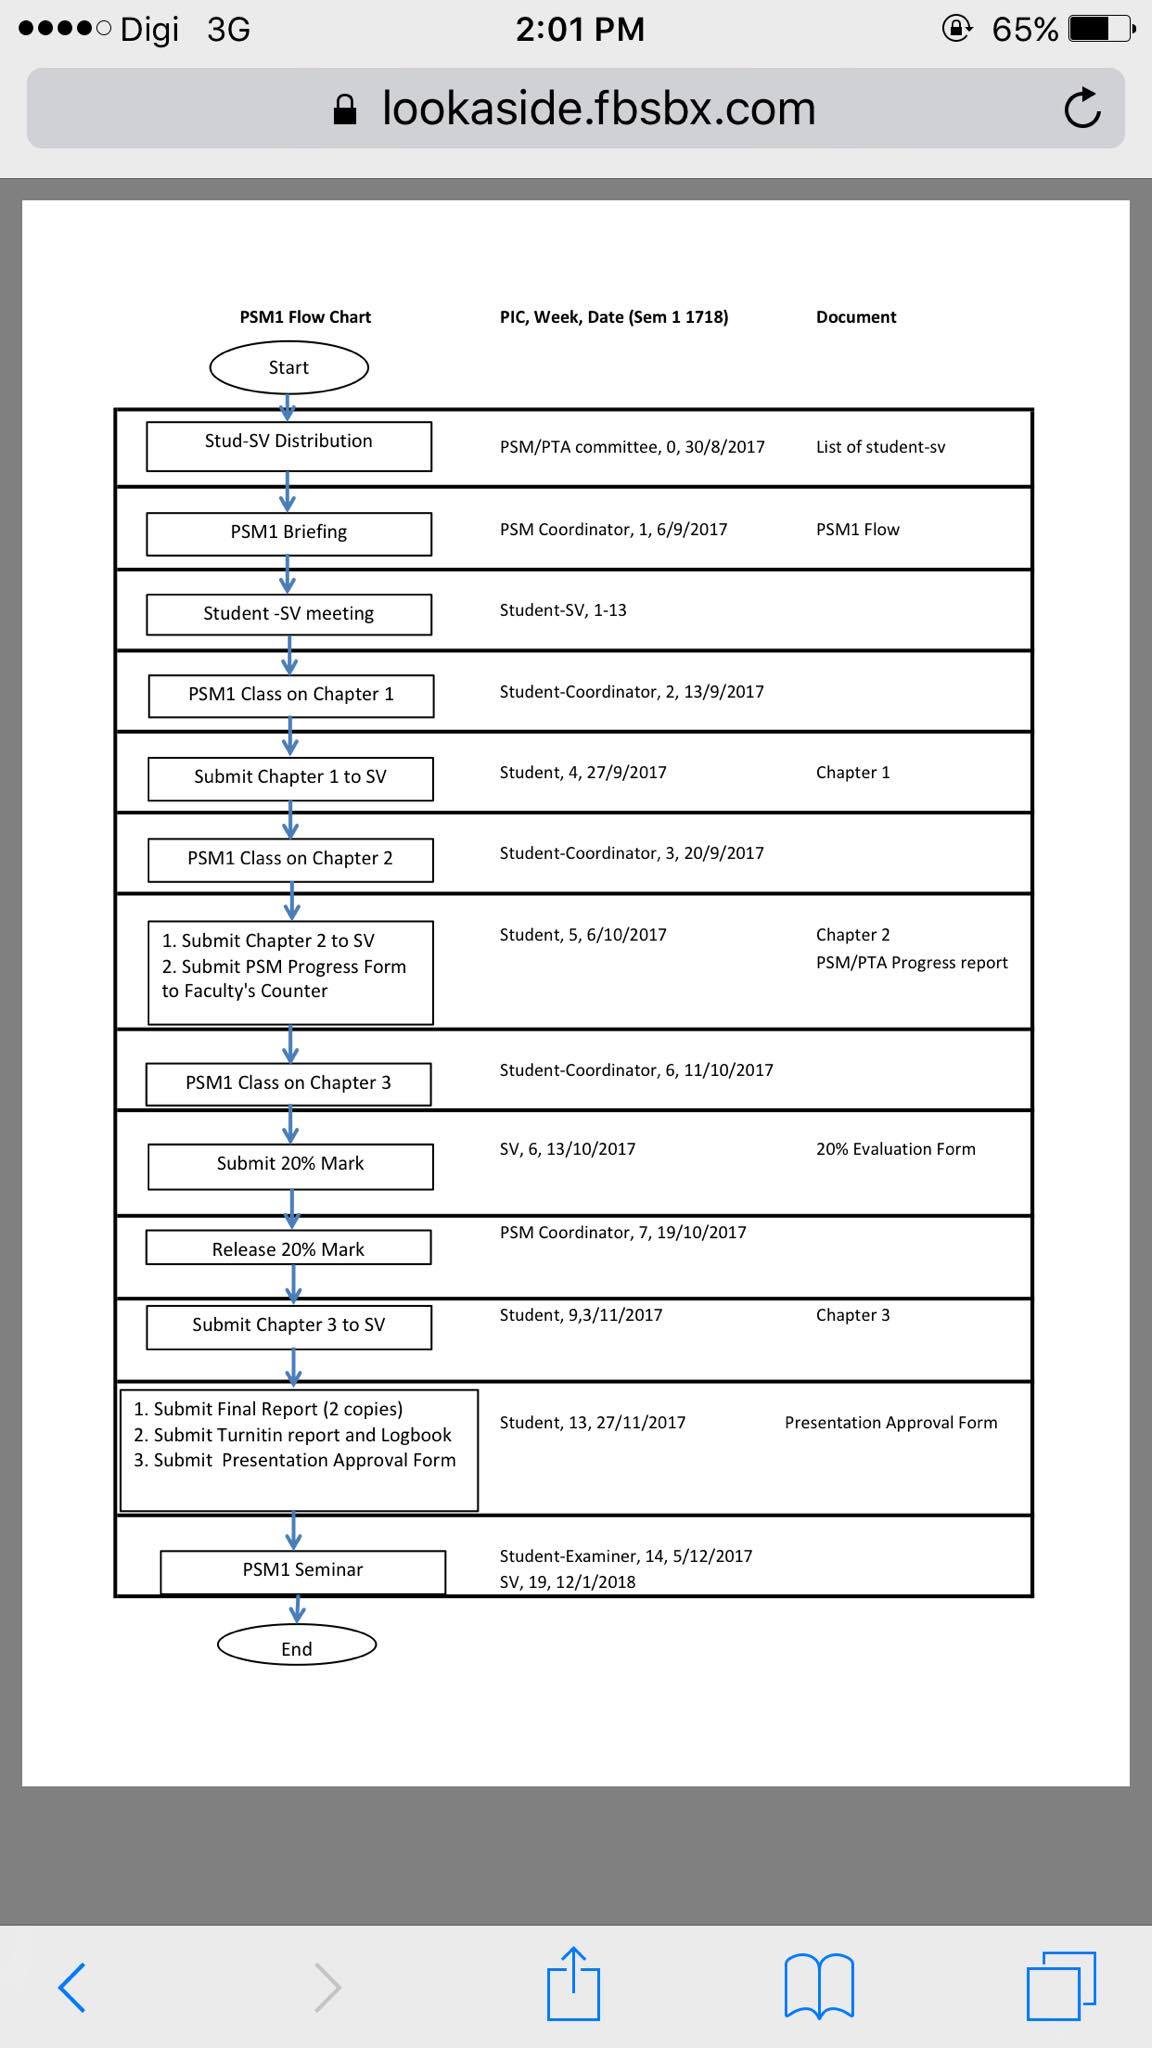 Digi 3G 2:01 PM 65%
lookaside.fbsbx.com
PSM1 Flow Chart PIC, Week, Date (Sem 1 1718) Document
Start
Stud-SV Distribution PSM/PTA committee, 0, 30/8/2017 List of student-sv
PSM1 Briefing PSM Coordinator, 1, 6/9/2017 PSM1 Flow
Student -SV meeting Student-SV, 1-13
PSM1 Class on Chapter 1 Student-Coordinator, 2, 13/9/2017
Submit Chapter 1 to SV Student, 4, 27/9/2017 Chapter 1
PSM1 Class on Chapter 2 Student-Coordinator, 3, 20/9/2017
1. Submit Chapter 2 to SV Student, 5, 6/10/2017 Chapter 2
2. Submit PSM Progress Form PSM/PTA Progress report
to Faculty's Counter
PSM1 Class on Chapter 3 Student-Coordinator, 6, 11/10/2017
Submit 20% Mark SV, 6, 13/10/2017 20% Evaluation Form
Release 20% Mark PSM Coordinator, 7, 19/10/2017
Submit Chapter 3 to SV Student, 9,3/11/2017 Chapter 3
1. Submit Final Report (2 copies) Student, 13, 27/11/2017 Presentation Approval Form
2. Submit Turnitin report and Logbook
3. Submit  Presentation Approval Form
PSM1 Seminar Student-Examiner, 14, 5/12/2017
SV, 19, 12/1/2018
End